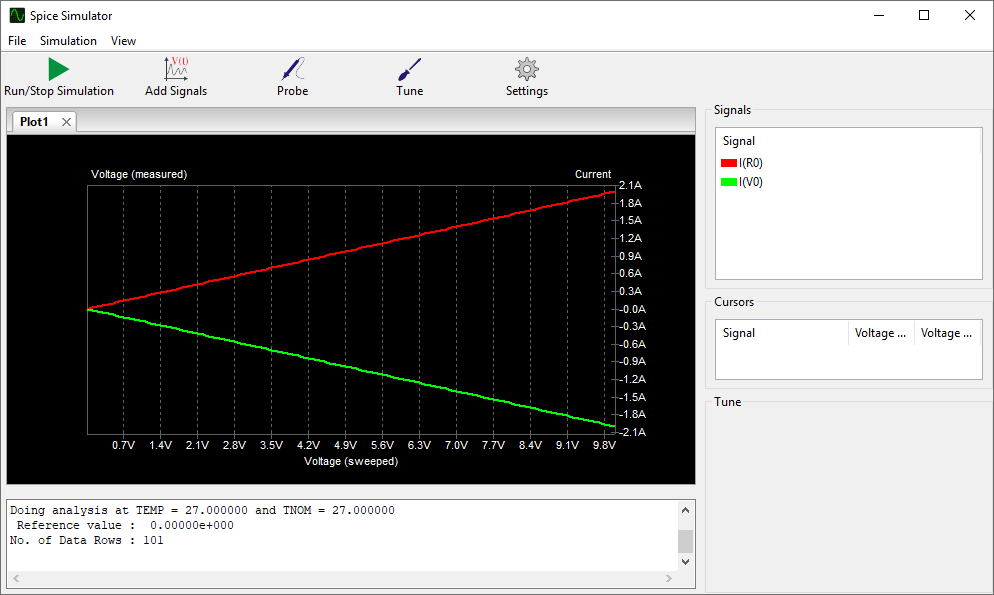 Spice Simulator
File Simulation View
V(t)
Run/Stop Simulation Add Signals Probe Tune Settings
Plot1
Voltage (measured) Current
2.1A
1.8A
1.5A
1.2A
0.9A
0.6A
0.3A
-0.0A
-0.3A
-0.6A
-0.9A
-1.2A
-1.5A
-1.8A
-2.1A
0.7V 1.4V 2.1V 2.8V 3.5V 4.2V 4.9V 5.6V 6.3V 7.0V 7.7V 8.4V 9.1V 9.8V
Voltage (sweeped)
Doing analysis at TEMP = 27.000000 and TNOM = 27.000000
Reference value :  0.00000e+000
No. of Data Rows : 101
Signals
Signal
I(R0)
I(V0)
Cursors
Signal Voltage ... Voltage ...
Tune